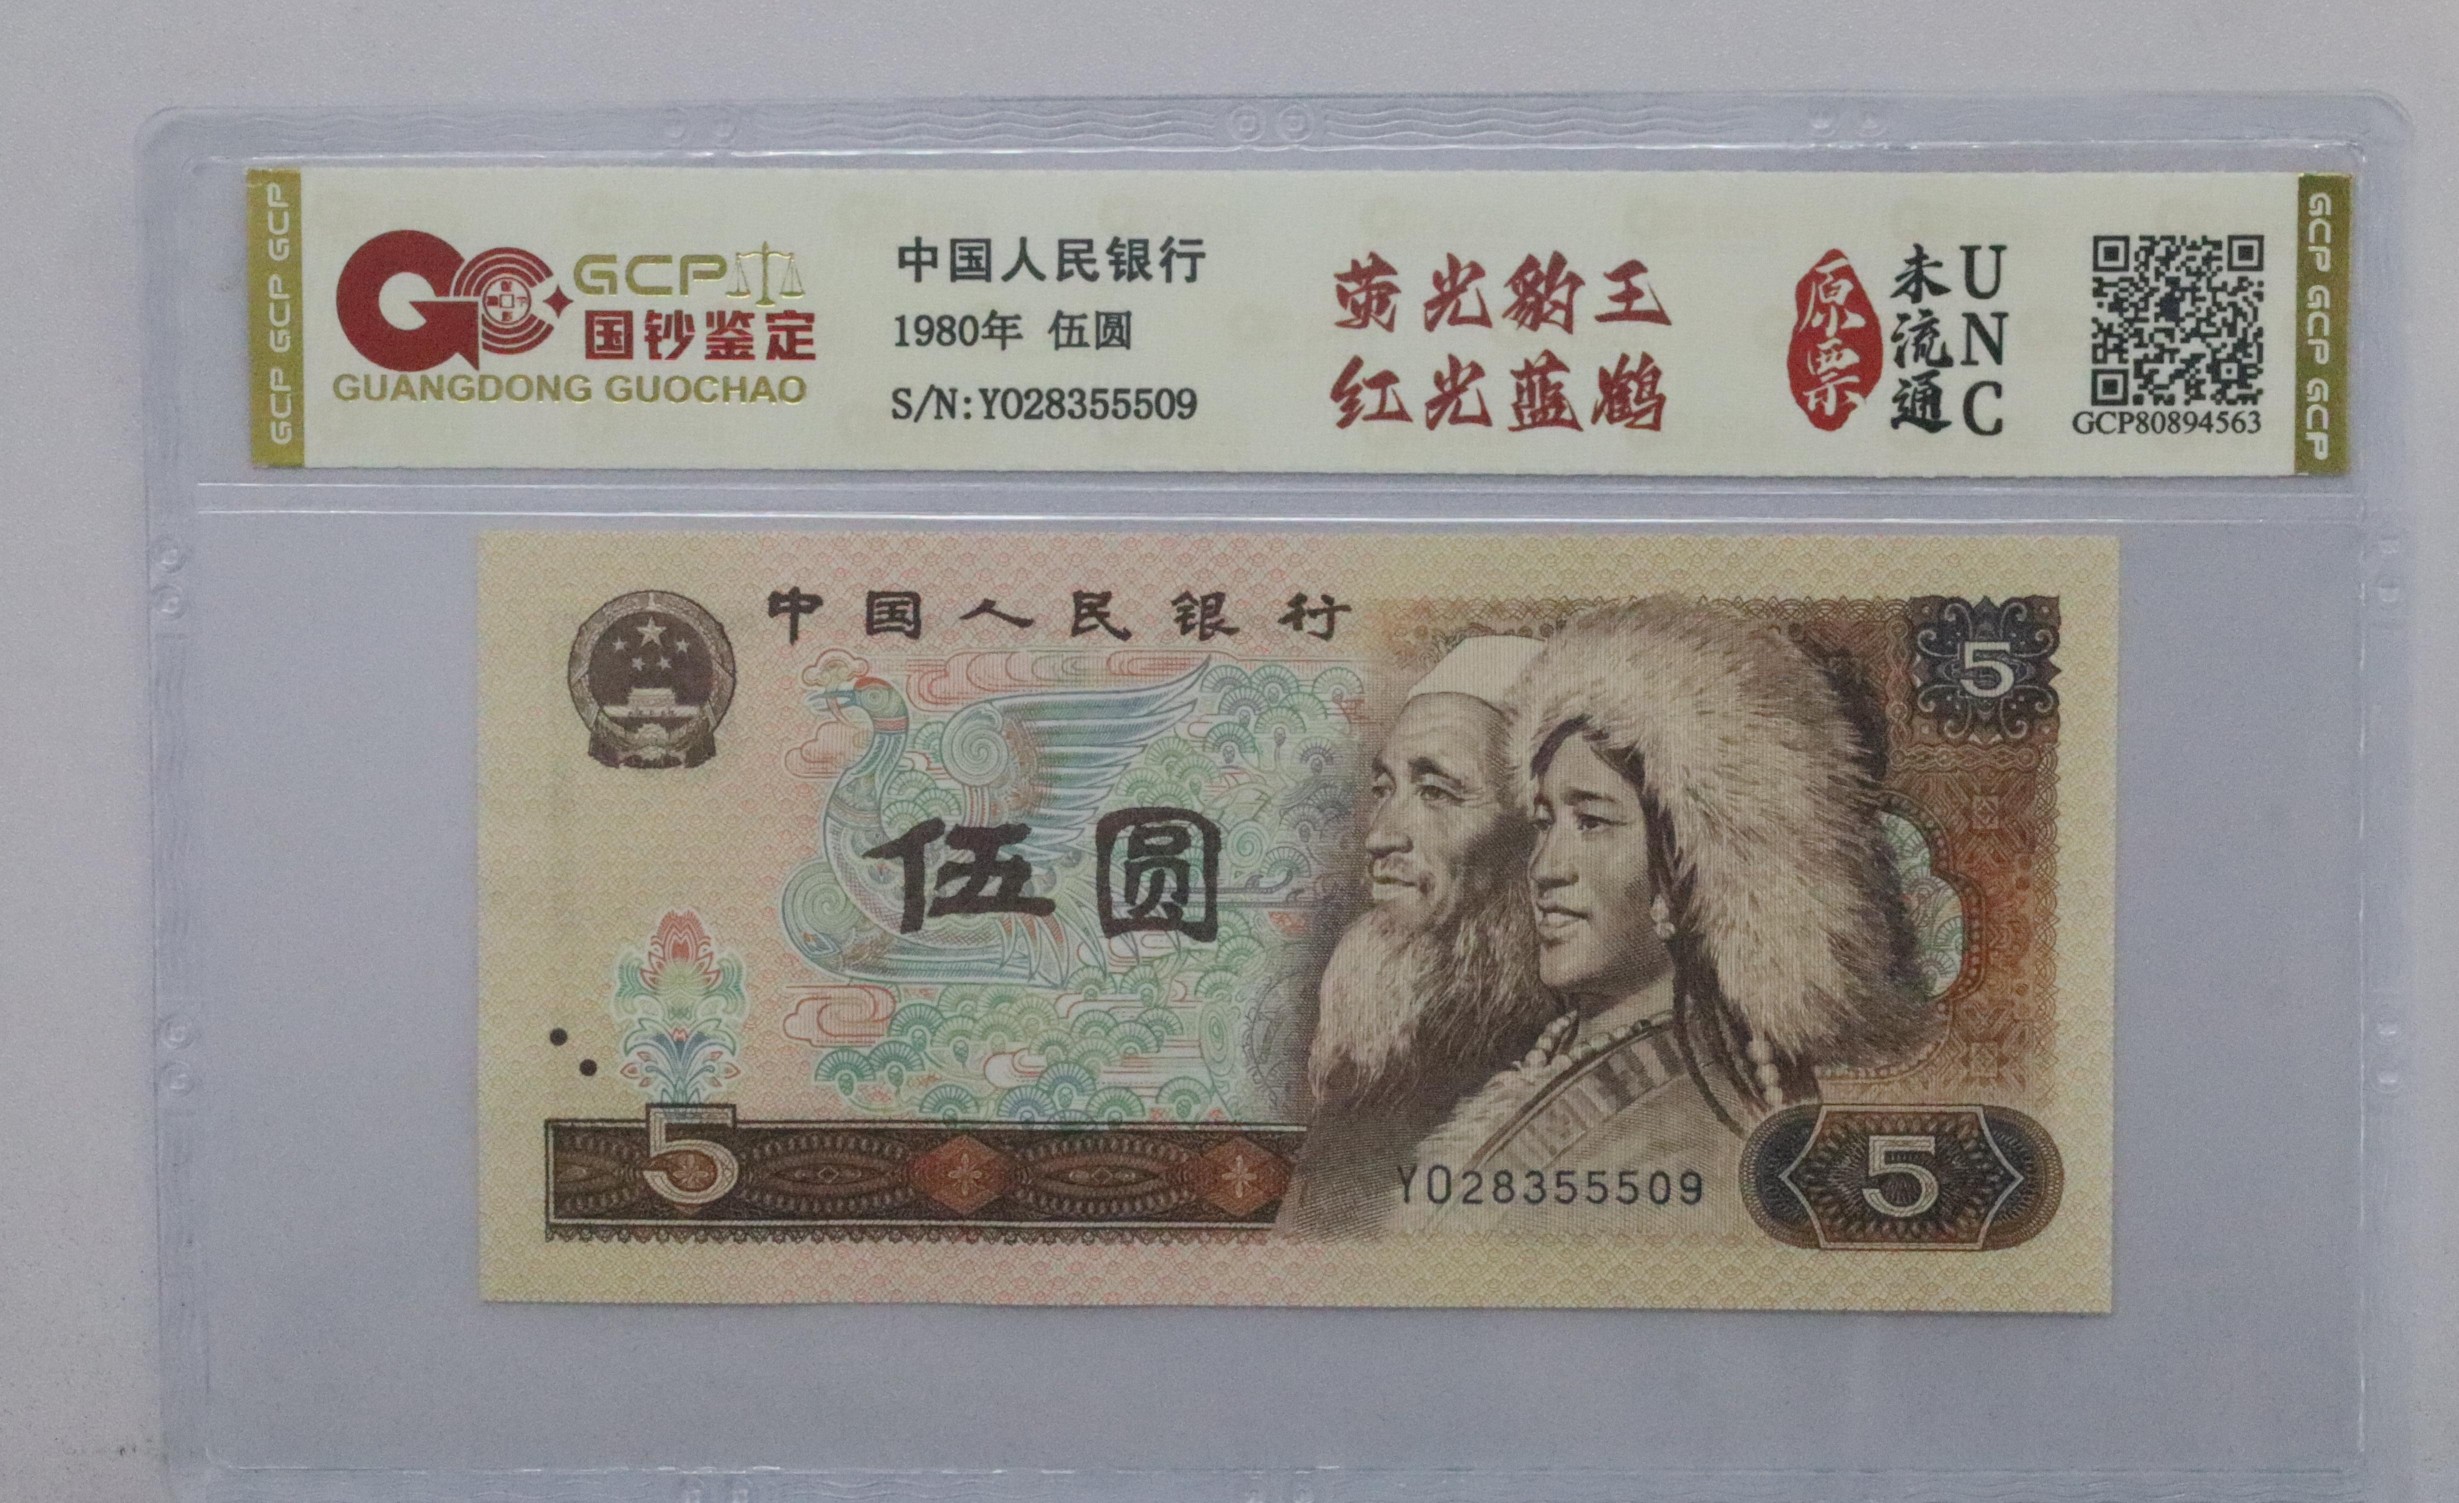 GCP GCP GCP
GCP
国钞鉴定
GUANGDONG GUOCHAO
中国人民银行
1980年 伍圆
S/N:YO28355509
荧光豹王
红光蓝鹤
原票
未流通
UNC
GCP80894563
GCP GCP GCP
中国人民银行
5
伍圆
5
YO28355509
5